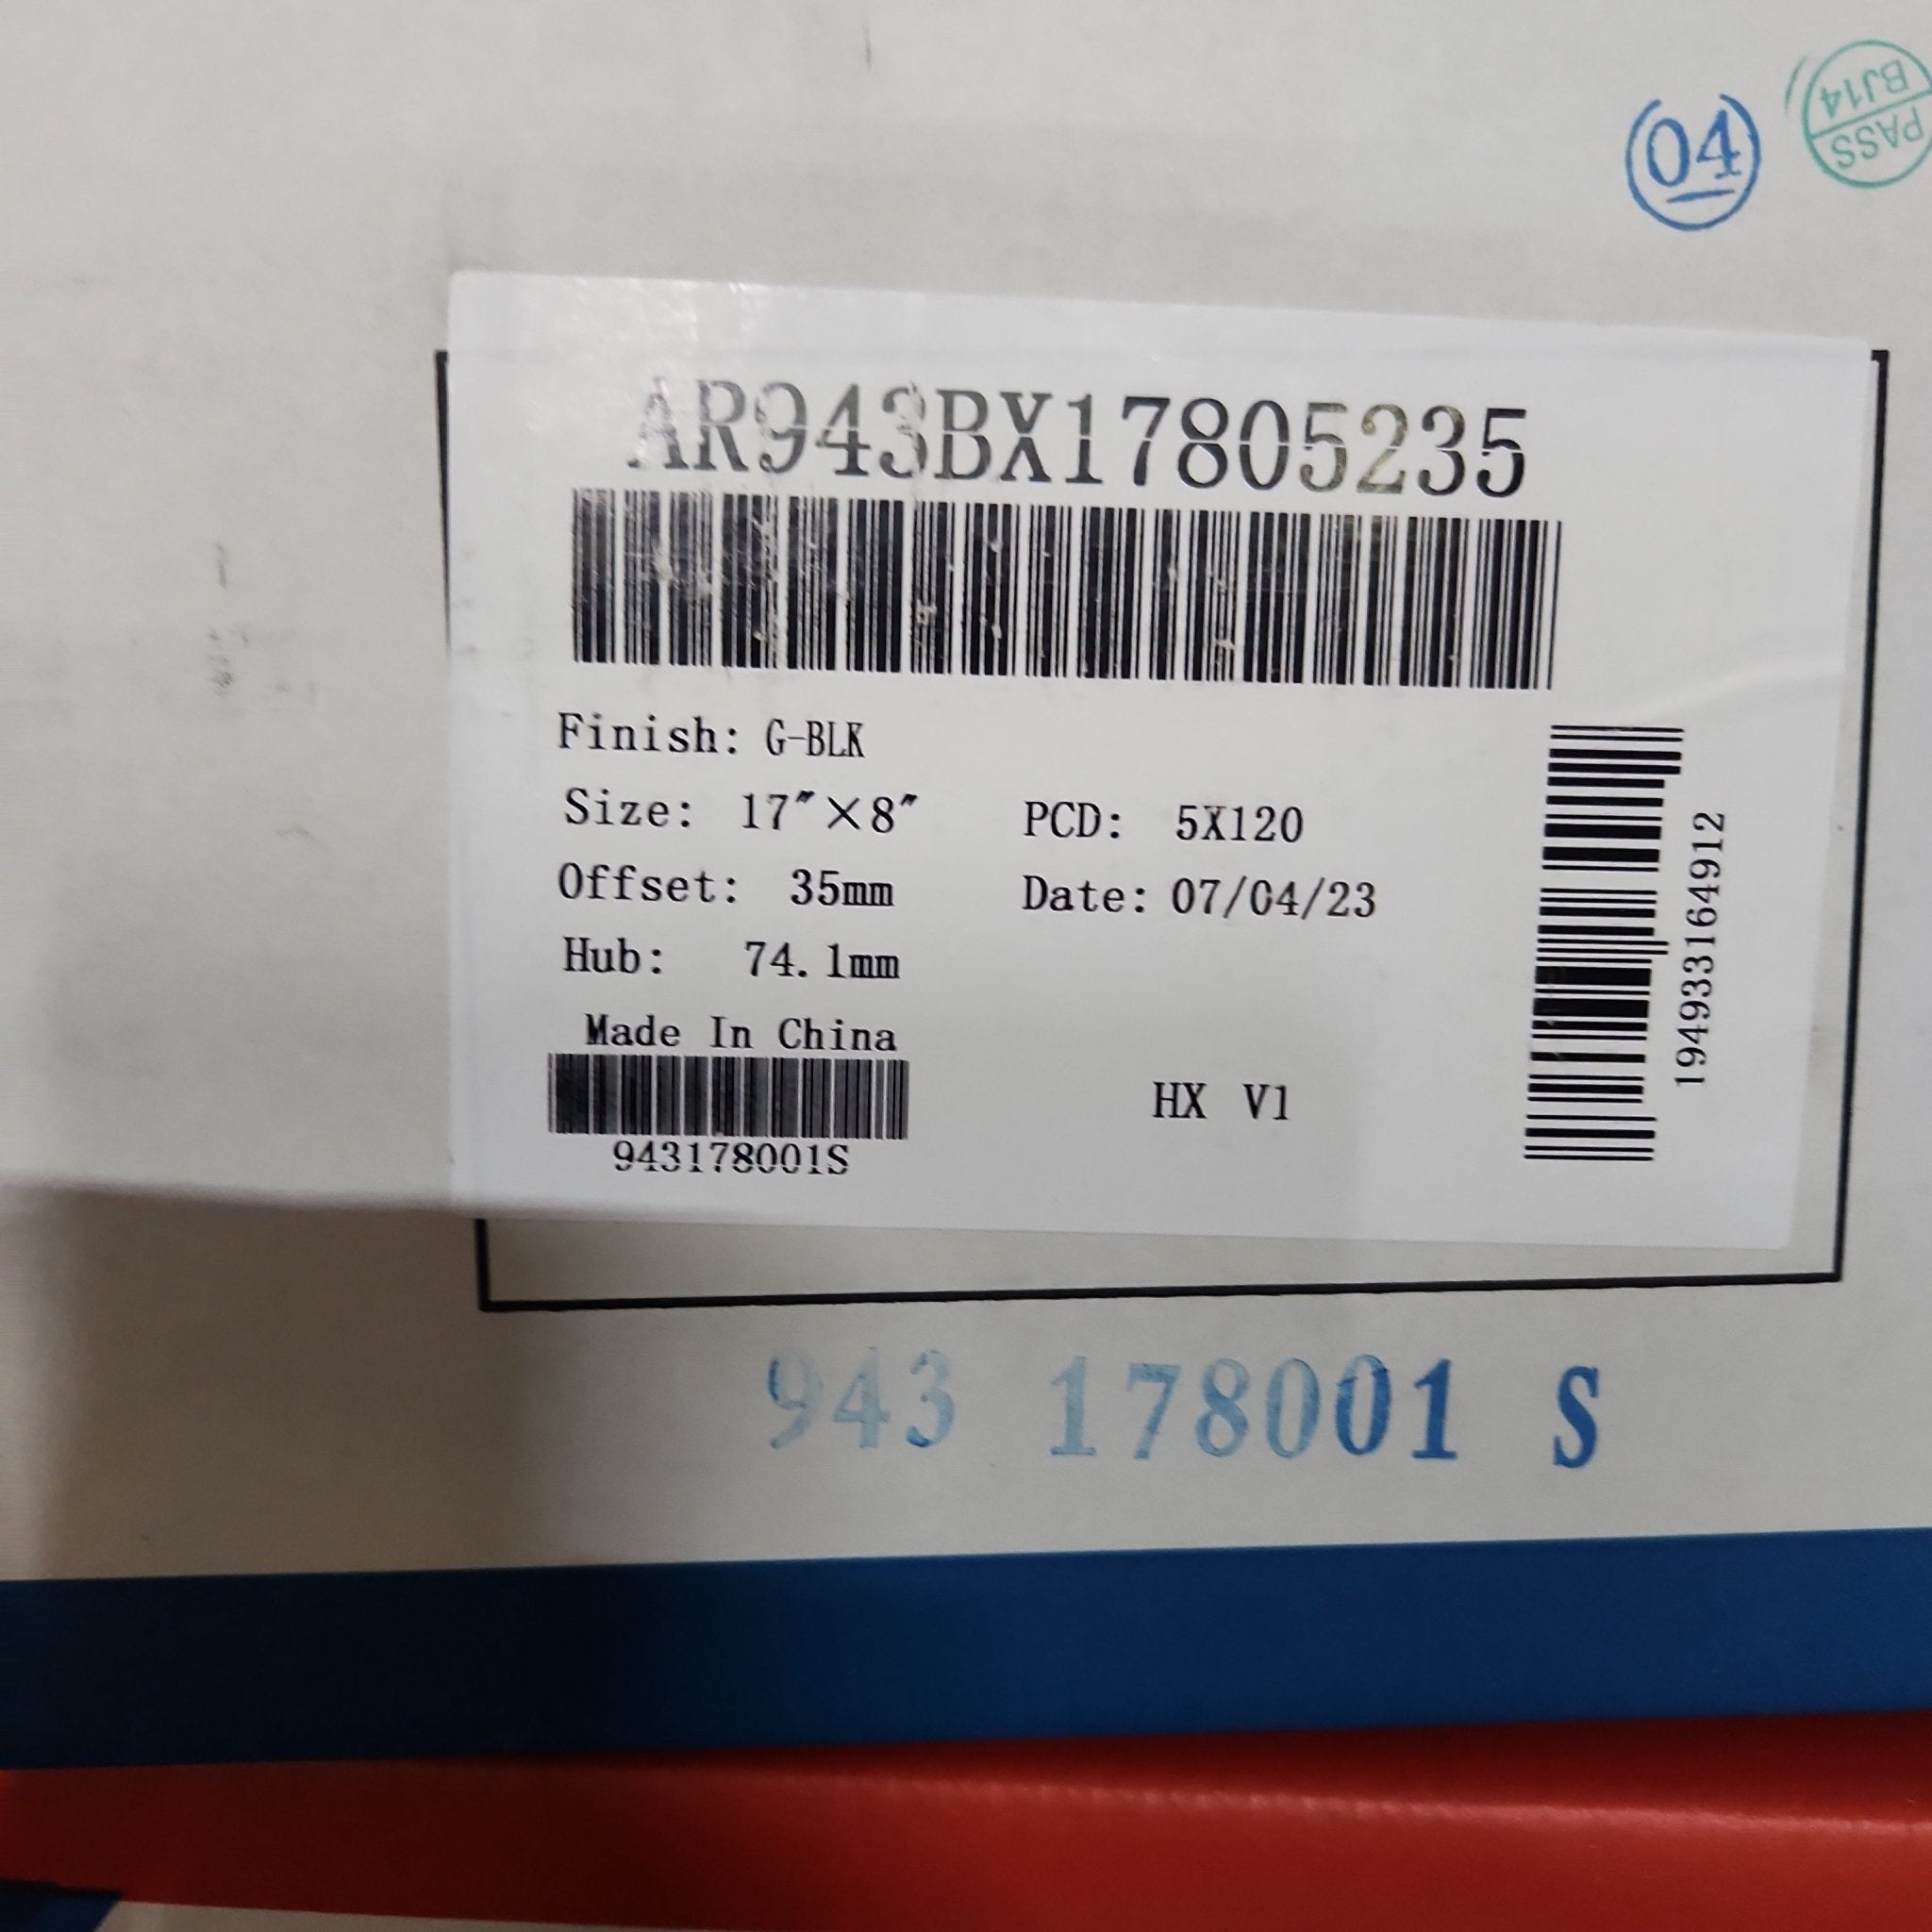 04
PASS
BJ14
AR943BX17805235
Finish: G-BLK
Size: 17"×8" PCD: 5X120
Offset: 35mm Date: 07/04/23
Hub: 74.1mm
Made In China
HX V1
943178001S
194933164912
943 178001 S